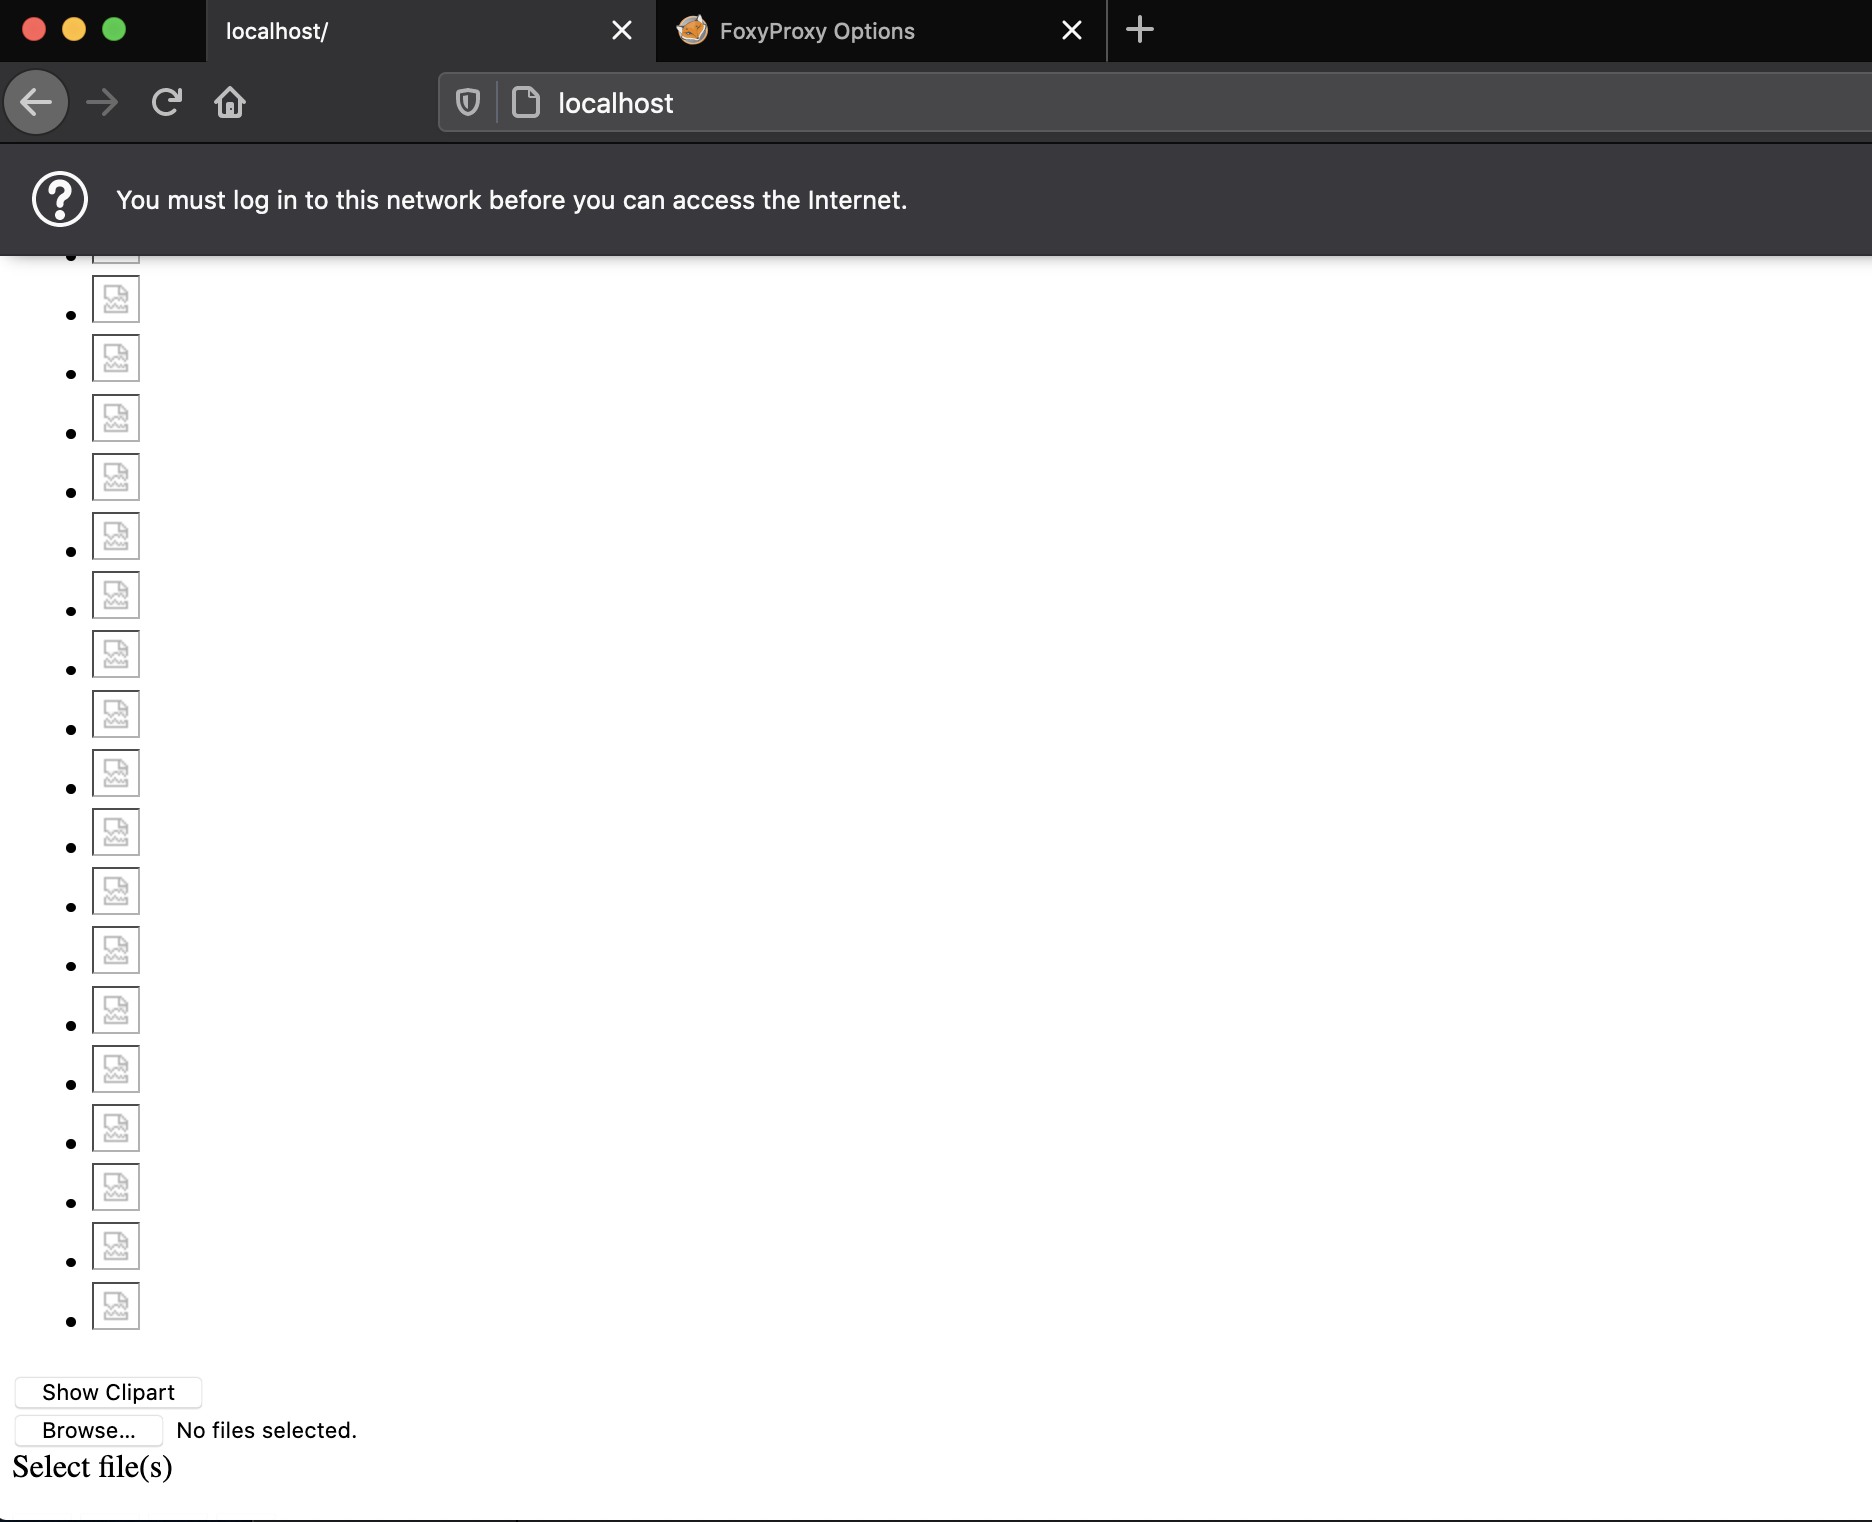 localhost/
FoxyProxy Options
localhost
You must log in to this network before you can access the Internet.
Show Clipart
Browse... No files selected.
Select file(s)